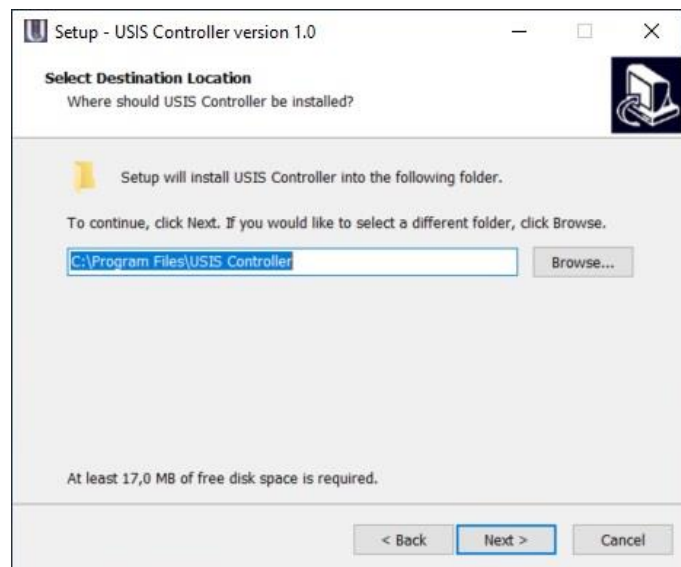 Setup - USIS Controller version 1.0
Select Destination Location
Where should USIS Controller be installed?
Setup will install USIS Controller into the following folder.
To continue, click Next. If you would like to select a different folder, click Browse.
C:\Program Files\USIS Controller
Browse...
At least 17,0 MB of free disk space is required.
< Back
Next >
Cancel